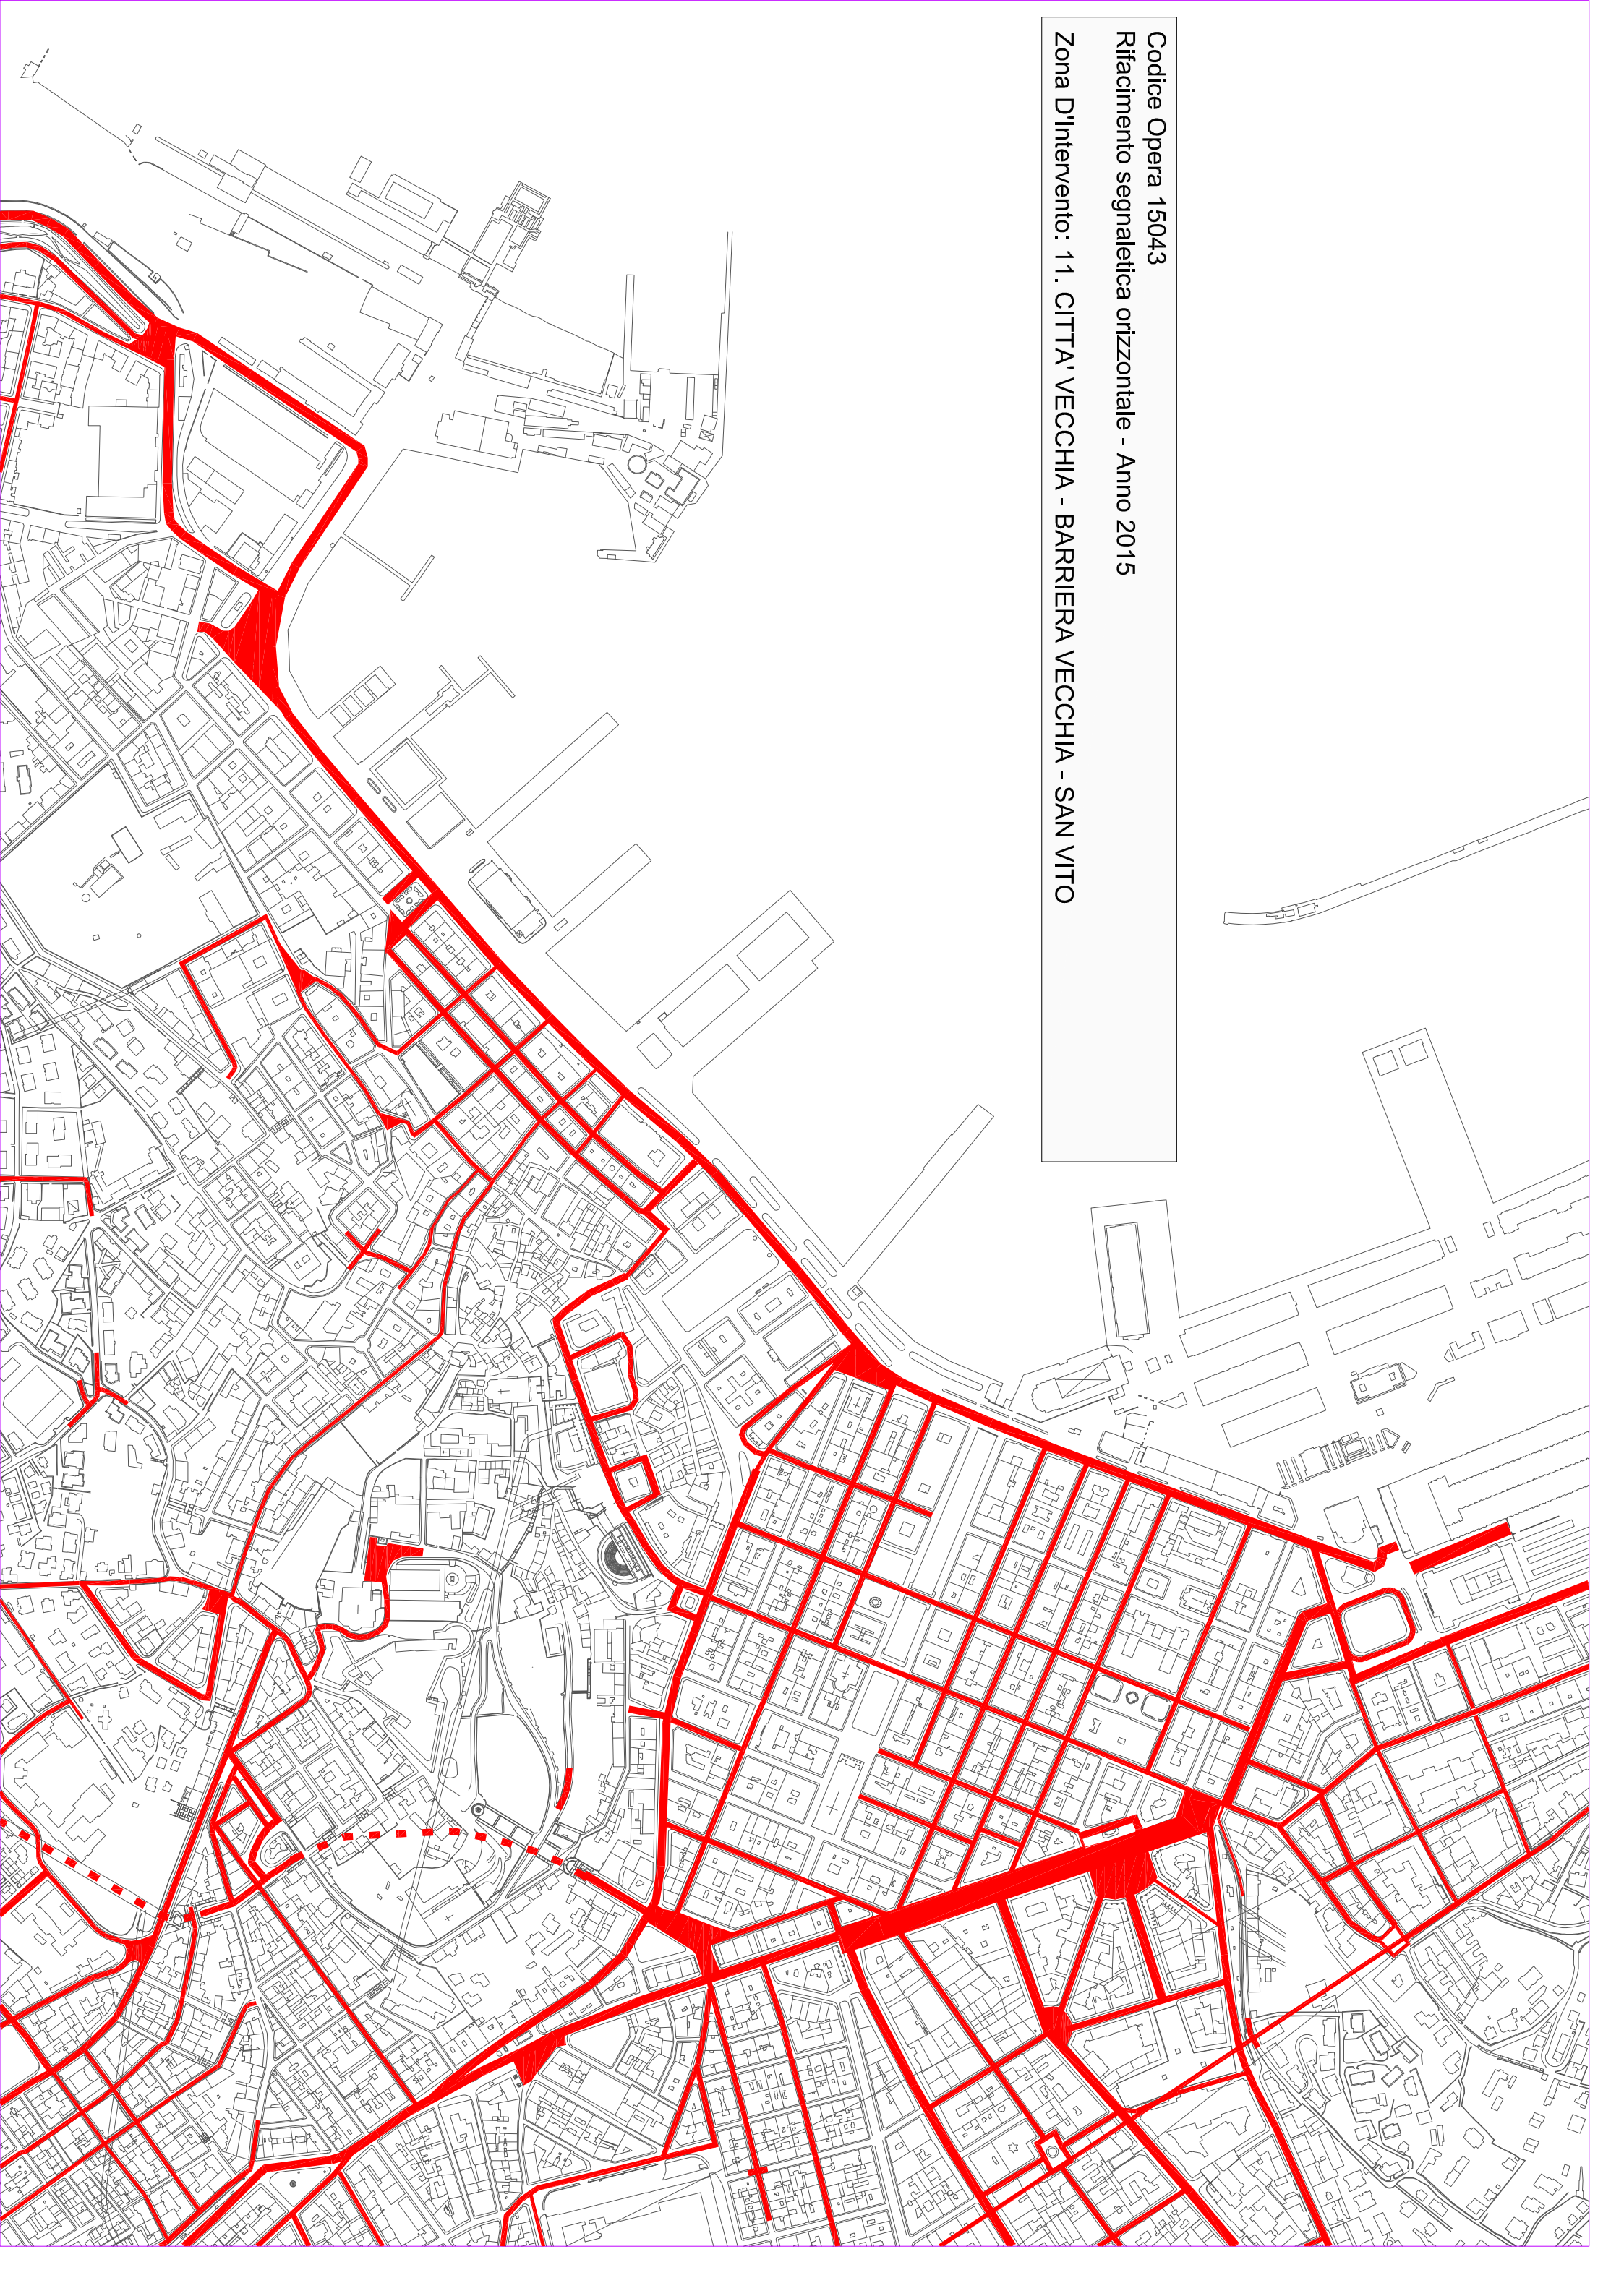 Codice Opera 15043
Rifacimento segnaletica orizzontale - Anno 2015
Zona D'Intervento: 11. CITTA' VECCHIA - BARRIERA VECCHIA - SAN VITO